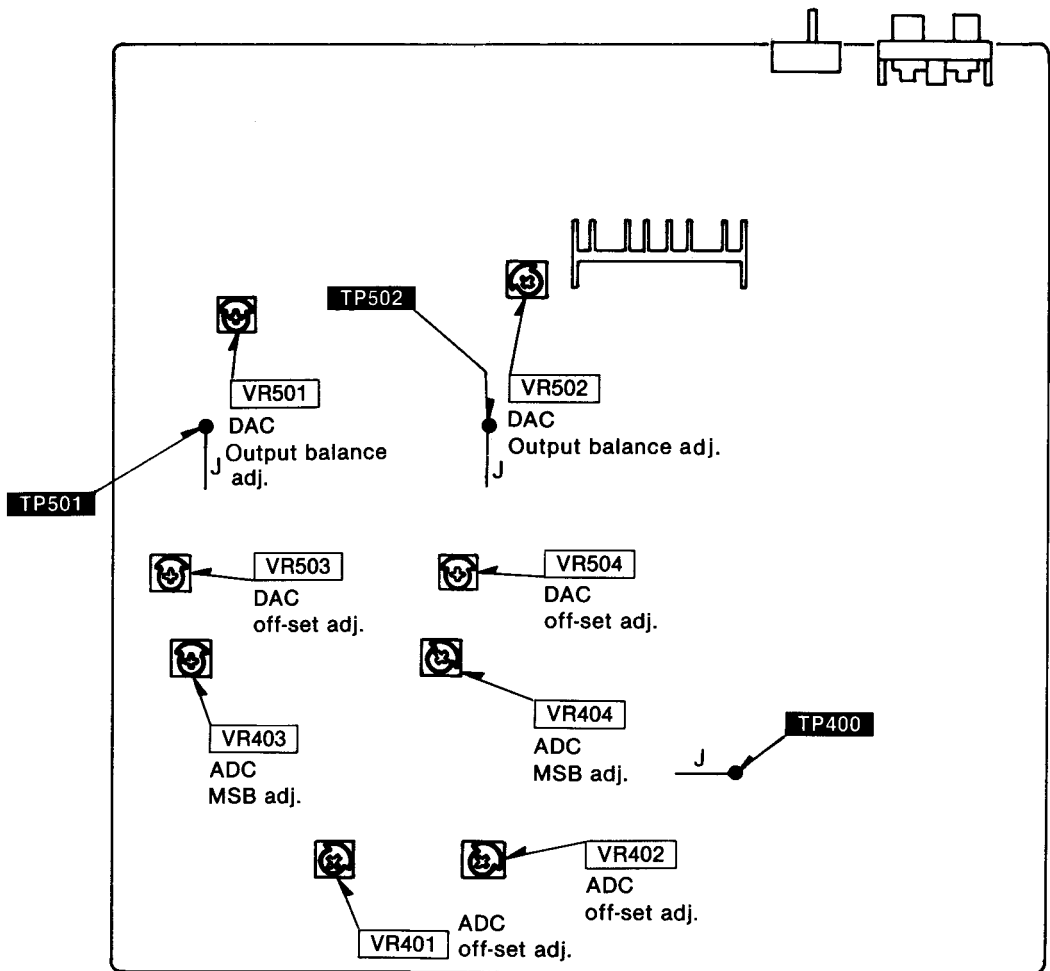 TP502
VR501
DAC
Output balance
adj.
J
VR502
DAC
Output balance adj.
J
TP501
VR503
DAC
off-set adj.
VR504
DAC
off-set adj.
VR403
ADC
MSB adj.
VR404
ADC
MSB adj.
TP400
J
VR402
ADC
off-set adj.
VR401
ADC
off-set adj.